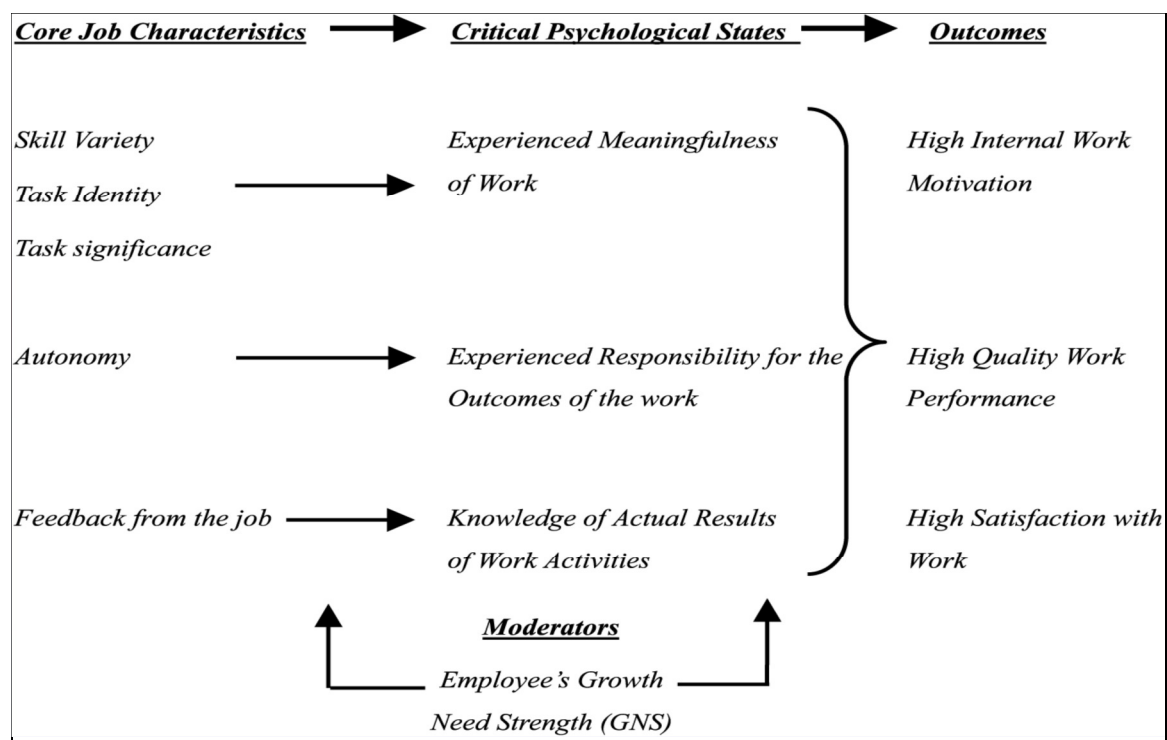 Core Job Characteristics
Critical Psychological States
Outcomes
Skill Variety
Task Identity
Task significance
Experienced Meaningfulness
of Work
High Internal Work
Motivation
Autonomy
Experienced Responsibility for the
Outcomes of the work
High Quality Work
Performance
Feedback from the job
Knowledge of Actual Results
of Work Activities
High Satisfaction with
Work
Moderators
Employee’s Growth
Need Strength (GNS)